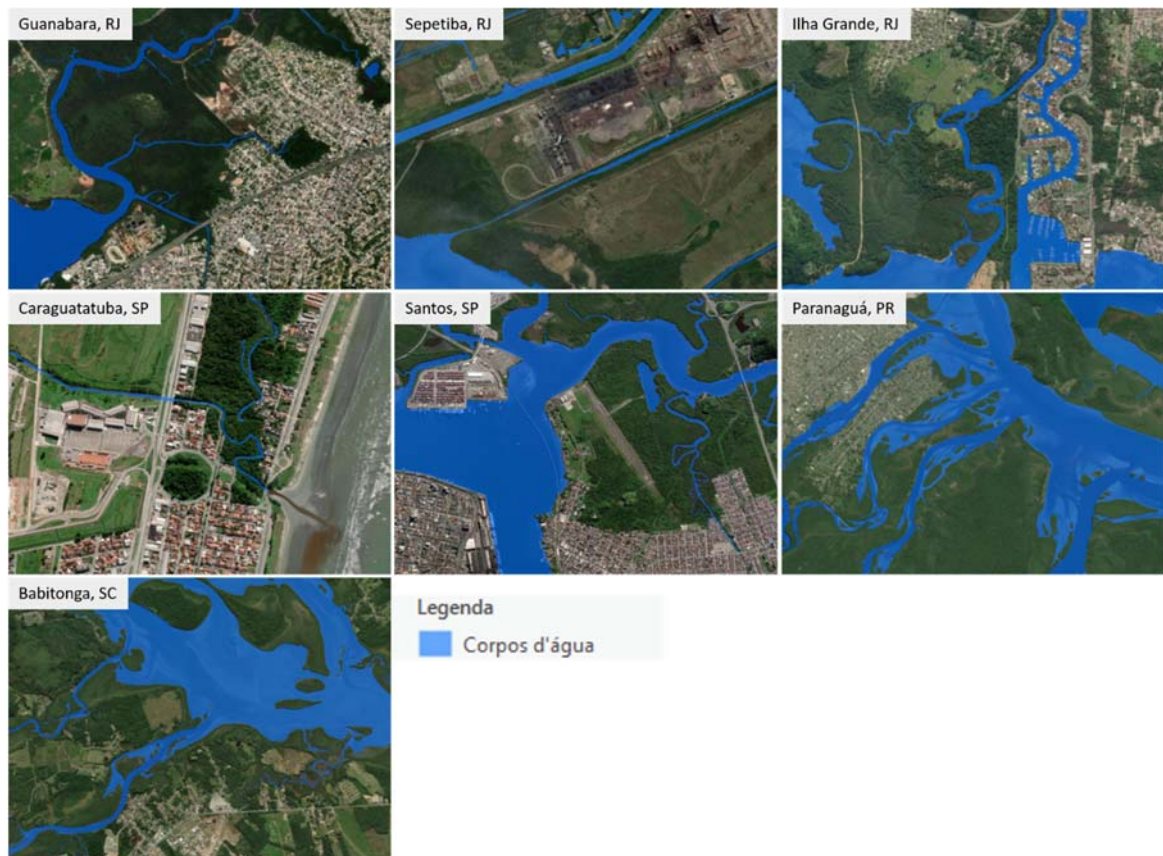 Guanabara, RJ
Sepetiba, RJ
Ilha Grande, RJ
Caraguatatuba, SP
Santos, SP
Paranaguá, PR
Babitonga, SC
Legenda
Corpos d'água